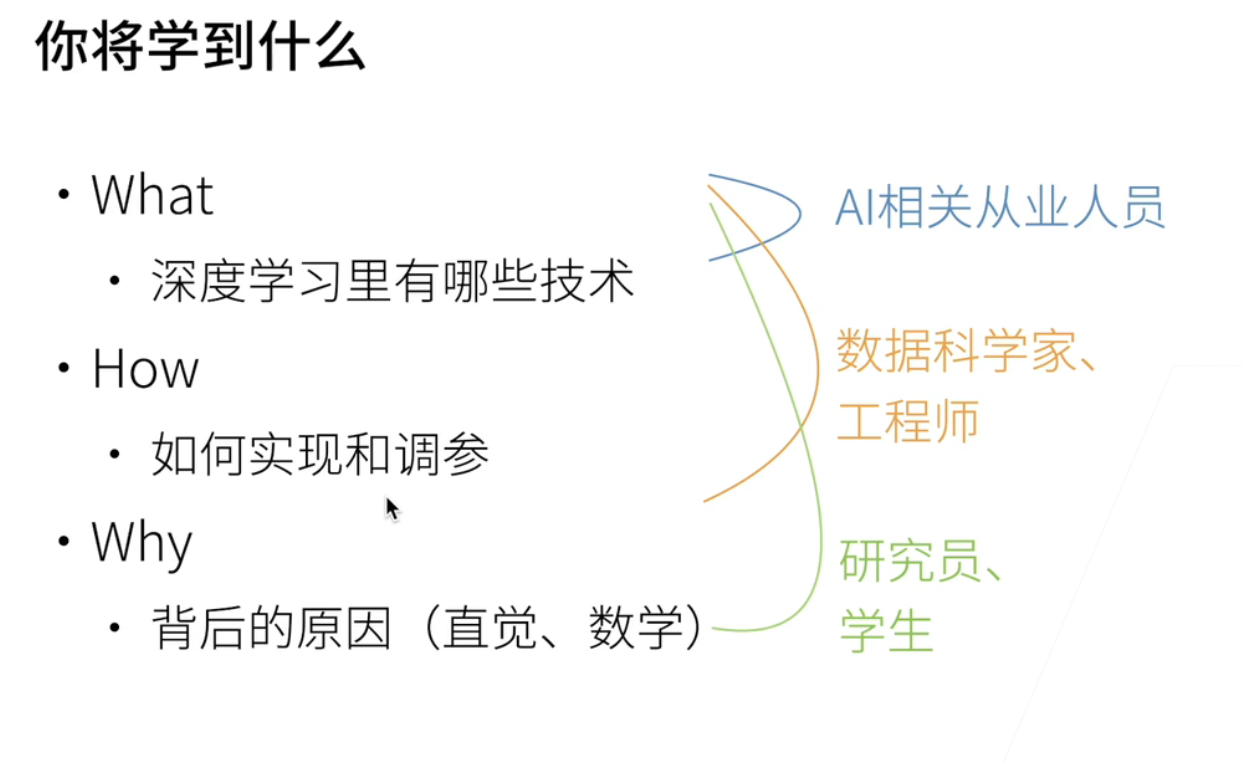 你将学到什么
• What
• 深度学习里有哪些技术
• How
• 如何实现和调参
• Why
• 背后的原因（直觉、数学）
AI相关从业人员
数据科学家、
工程师
研究员、
学生